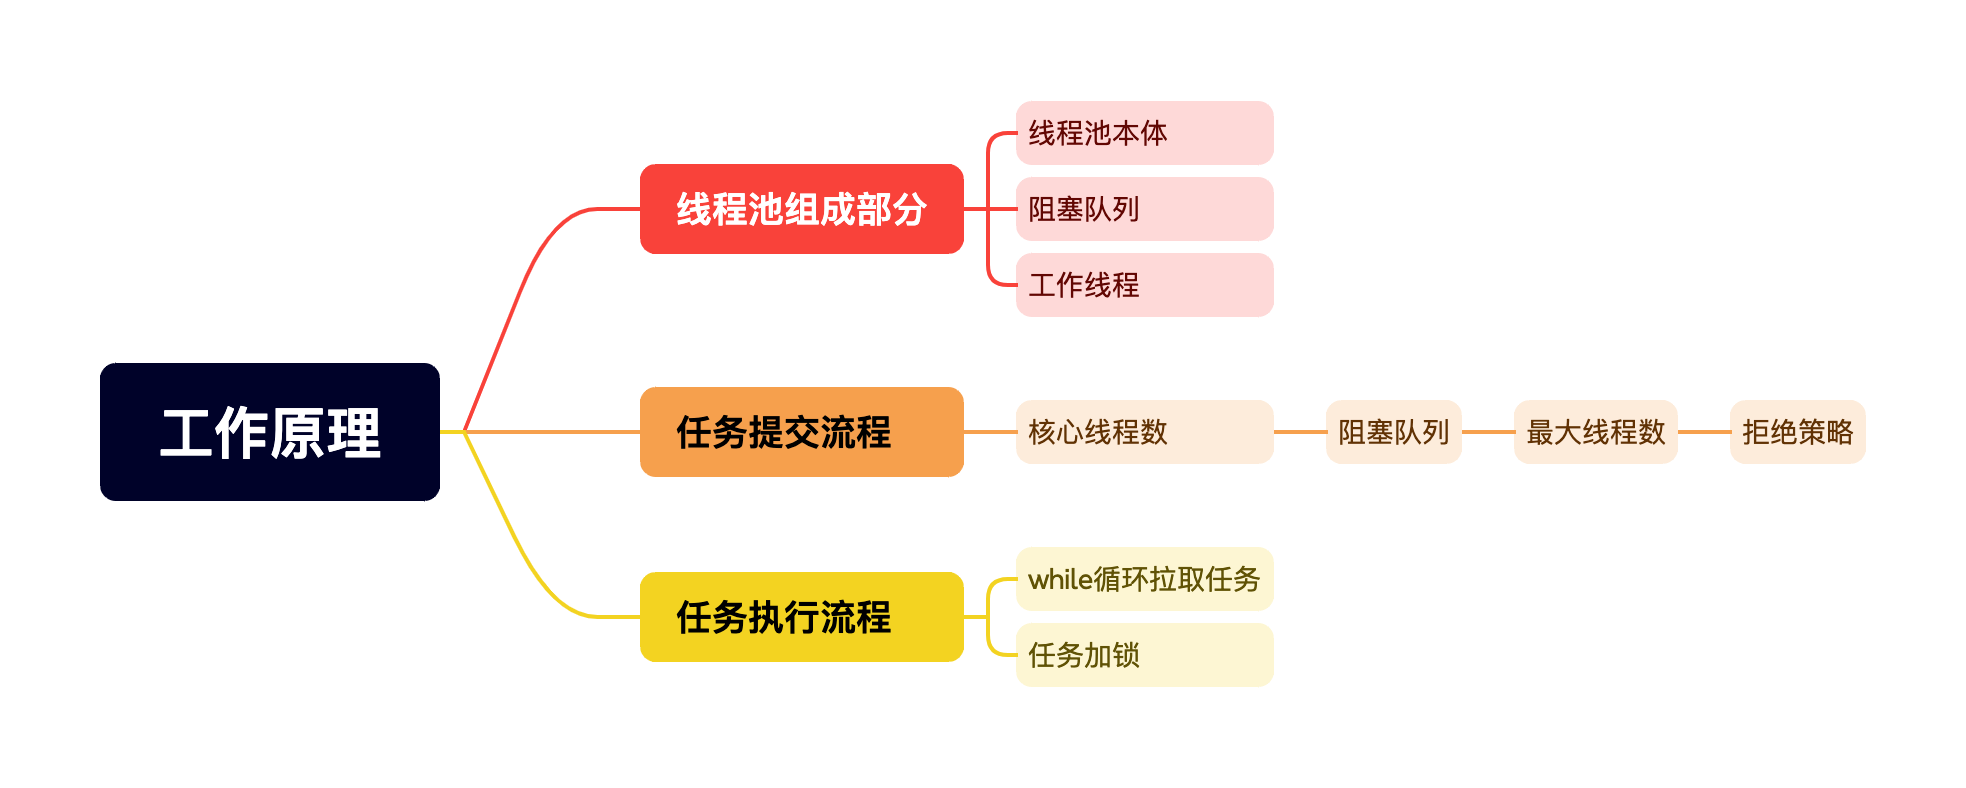 工作原理
线程池组成部分
线程池本体
阻塞队列
工作线程
任务提交流程
核心线程数
阻塞队列
最大线程数
拒绝策略
任务执行流程
while循环拉取任务
任务加锁